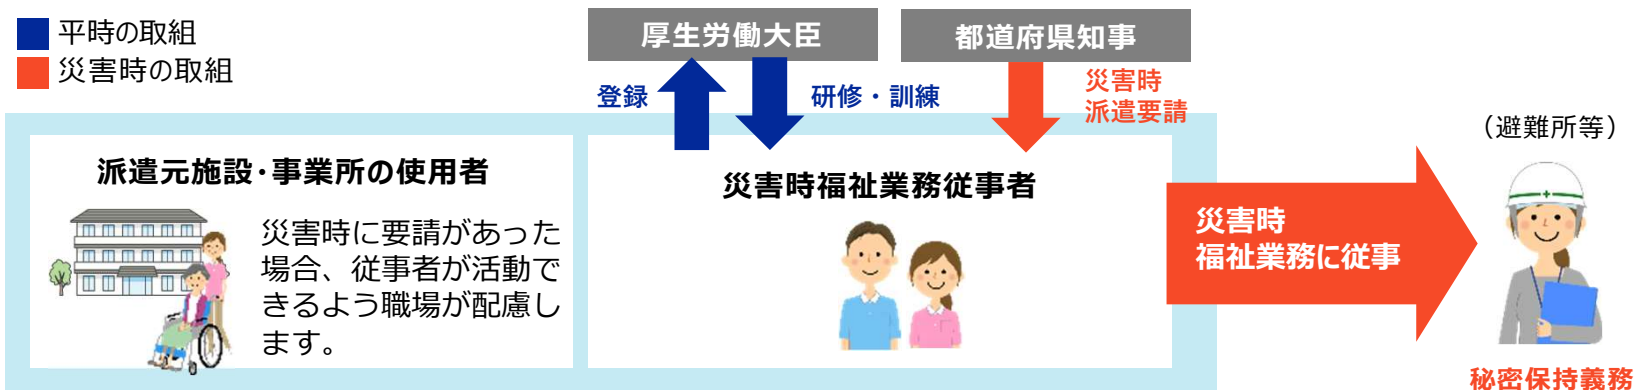 平時の取組
災害時の取組
厚生労働大臣
都道府県知事
登録
研修・訓練
災害時
派遣要請
派遣元施設・事業所の使用者
災害時に要請があった
場合、従事者が活動で
きるよう職場が配慮し
ます。
災害時福祉業務従事者
災害時
福祉業務に従事
（避難所等）
秘密保持義務